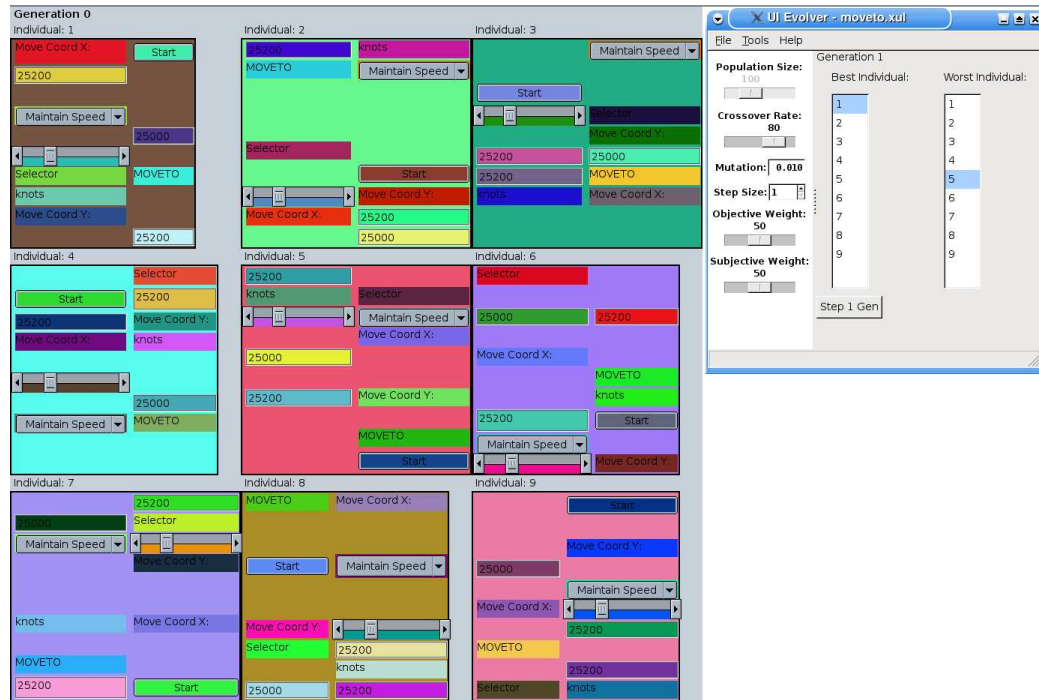 Generation 0
Individual: 1
Move Coord X:
Start
25200
Maintain Speed
25000
Selector
MOVETO
knots
Move Coord Y:
25200
Individual: 2
25200
knots
MOVETO
Maintain Speed
Selector
Start
Move Coord Y:
Move Coord X:
25200
25000
Individual: 3
Maintain Speed
Start
Selector
Move Coord Y:
25200
25000
25200
MOVETO
knots
Move Coord X:
Individual: 4
Selector
Start
25200
25200
Move Coord Y:
Move Coord X:
knots
25000
Maintain Speed
MOVETO
Individual: 5
25200
knots
Selector
Maintain Speed
Move Coord X:
25000
25200
Move Coord Y:
MOVETO
Start
Individual: 6
Selector
25000
25200
Move Coord X:
MOVETO
knots
25200
Start
Maintain Speed
Move Coord Y:
Individual: 7
25200
25000
Selector
Maintain Speed
Move Coord Y:
knots
Move Coord X:
MOVETO
25200
Start
Individual: 8
MOVETO
Move Coord X:
Start
Maintain Speed
Move Coord Y:
Selector
25200
knots
25000
25200
Individual: 9
Start
Move Coord Y:
25000
Maintain Speed
Move Coord X:
25200
MOVETO
25200
Selector
knots
UI Evolver - moveto.xul
File Tools Help
Generation 1
Population Size:
100
Crossover Rate:
80
Mutation: 0.010
Step Size: 1
Objective Weight:
50
Subjective Weight:
50
Best Individual:
1
2
3
4
5
6
7
8
9
Worst Individual:
1
2
3
4
5
6
7
8
9
Step 1 Gen